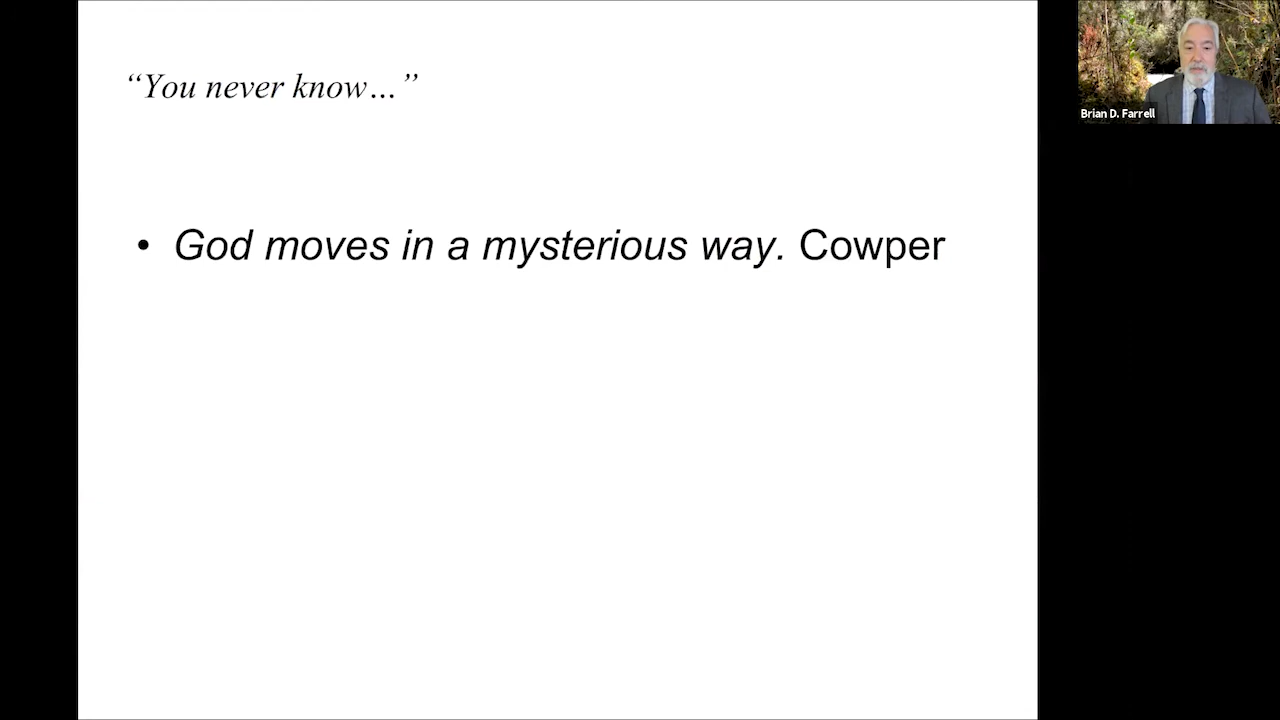 “You never know…”
• God moves in a mysterious way. Cowper
Brian D. Farrell